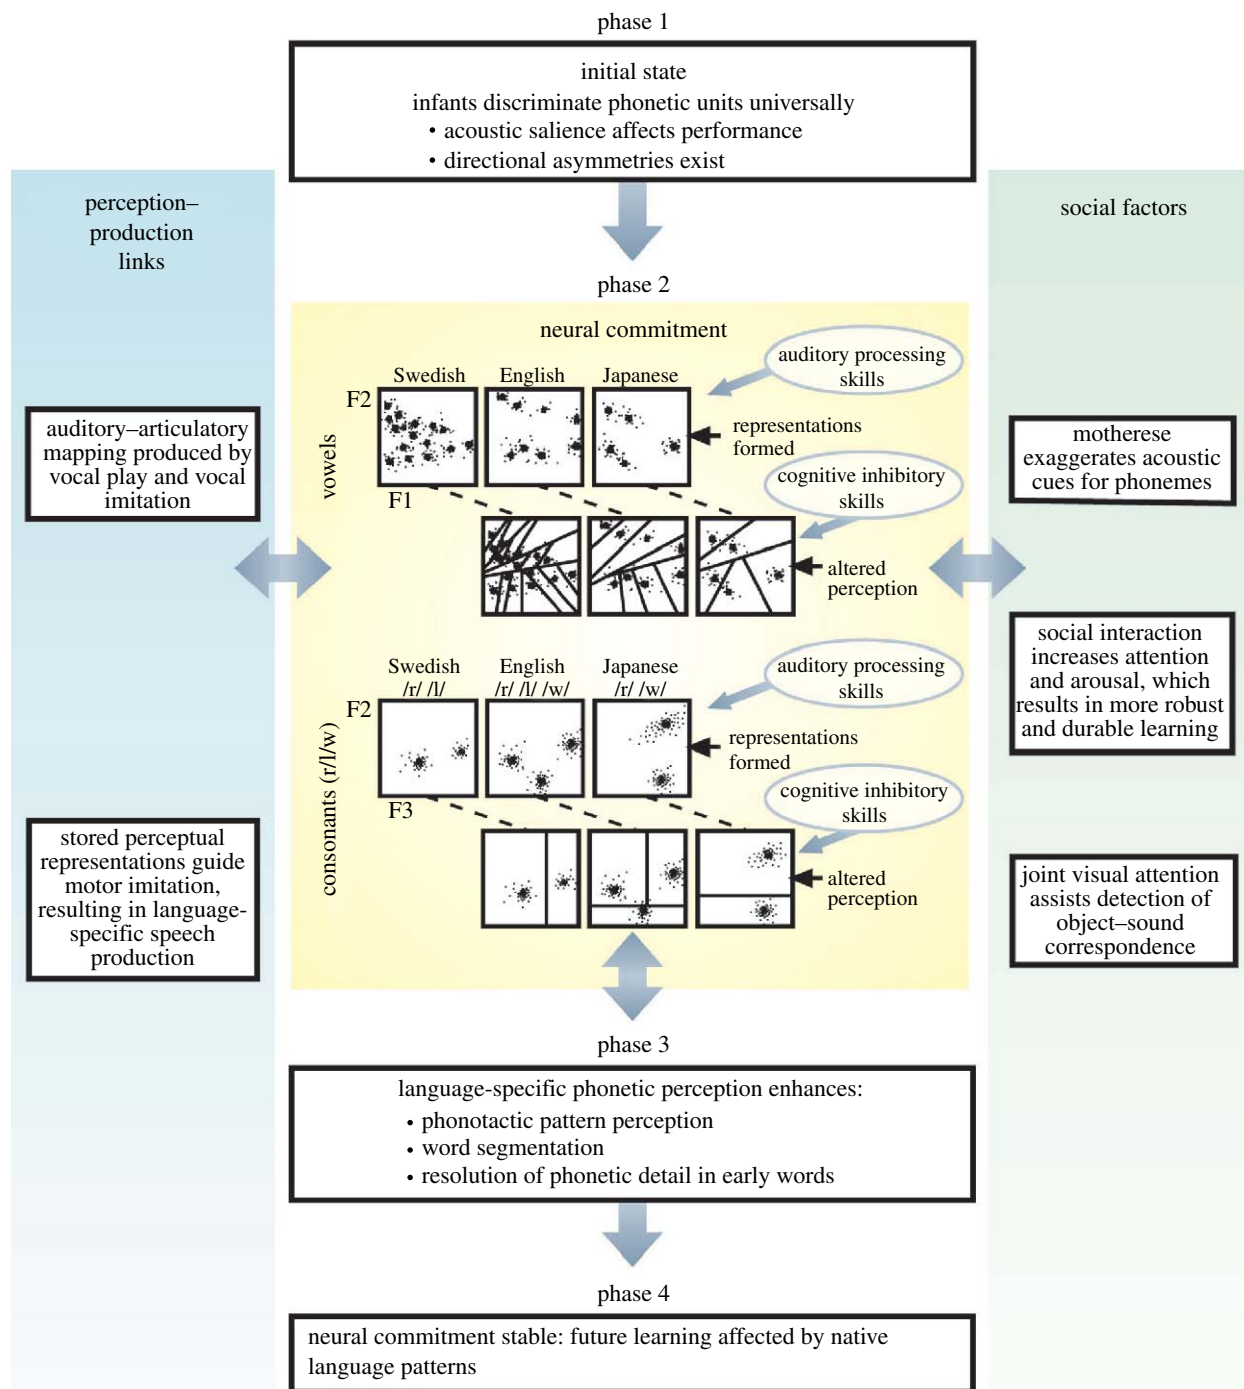 phase 1
initial state
infants discriminate phonetic units universally
• acoustic salience affects performance
• directional asymmetries exist
perception–
production
links
auditory–articulatory
mapping produced by
vocal play and vocal
imitation
stored perceptual
representations guide
motor imitation,
resulting in language-
specific speech
production
phase 2
neural commitment
auditory processing
skills
Swedish English Japanese
F2
vowels
F1
representations
formed
cognitive inhibitory
skills
altered
perception
Swedish English Japanese
/r/ /l/ /r/ /l/ /w/ /r/ /w/
auditory processing
skills
F2
consonants (r/l/w)
F3
representations
formed
cognitive inhibitory
skills
altered
perception
social factors
motherese
exaggerates acoustic
cues for phonemes
social interaction
increases attention
and arousal, which
results in more robust
and durable learning
joint visual attention
assists detection of
object–sound
correspondence
phase 3
language-specific phonetic perception enhances:
• phonotactic pattern perception
• word segmentation
• resolution of phonetic detail in early words
phase 4
neural commitment stable: future learning affected by native
language patterns